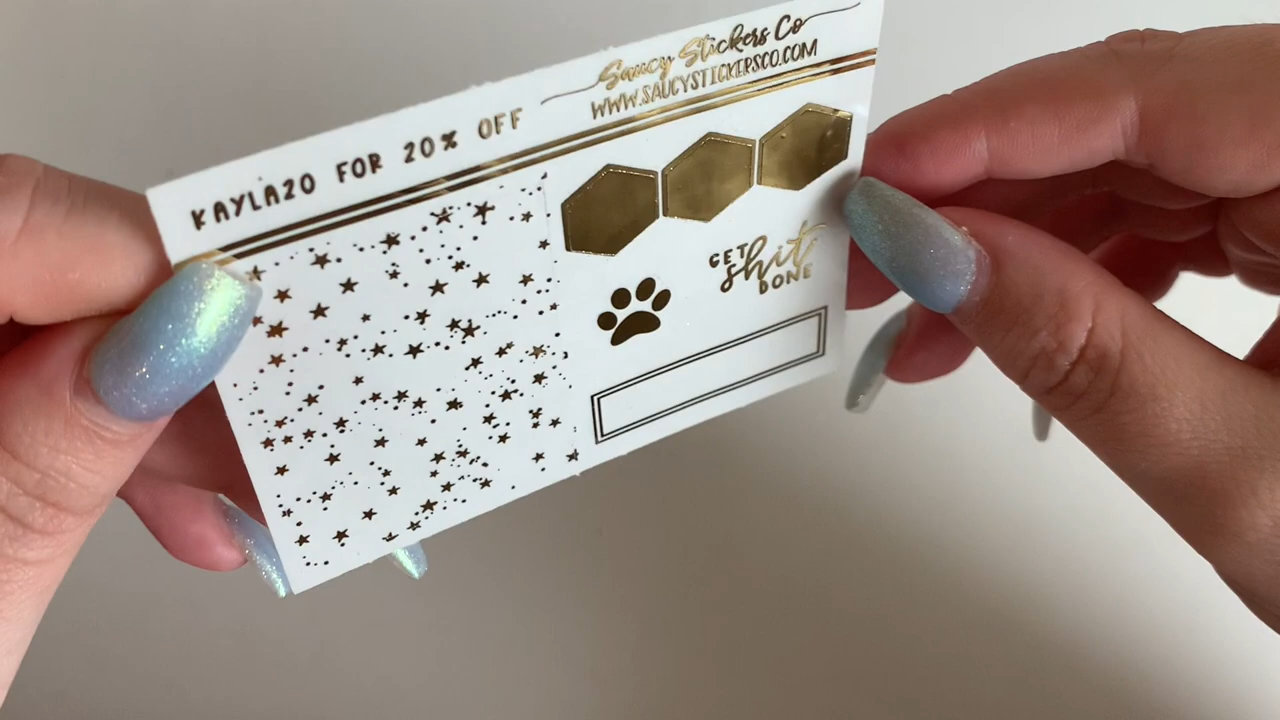 KAYLA20 FOR 20% OFF
Saucy Stickers Co
WWW.SAUCYSTICKERSCO.COM
GET
shit
DONE